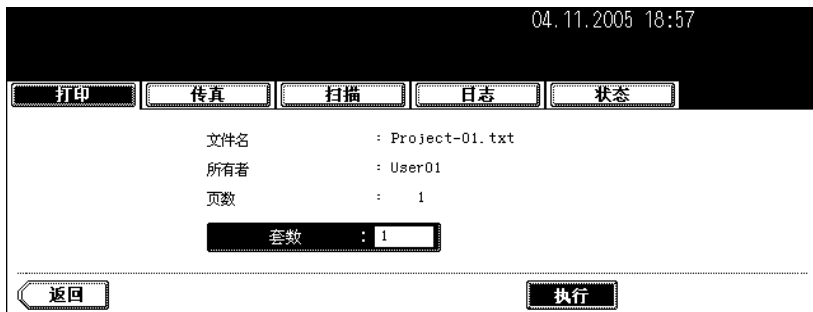 04.11.2005 18:57
打印 传真 扫描 日志 状态
文件名 : Project-01.txt
所有者 : User01
页数 : 1
套数 : 1
返回 执行